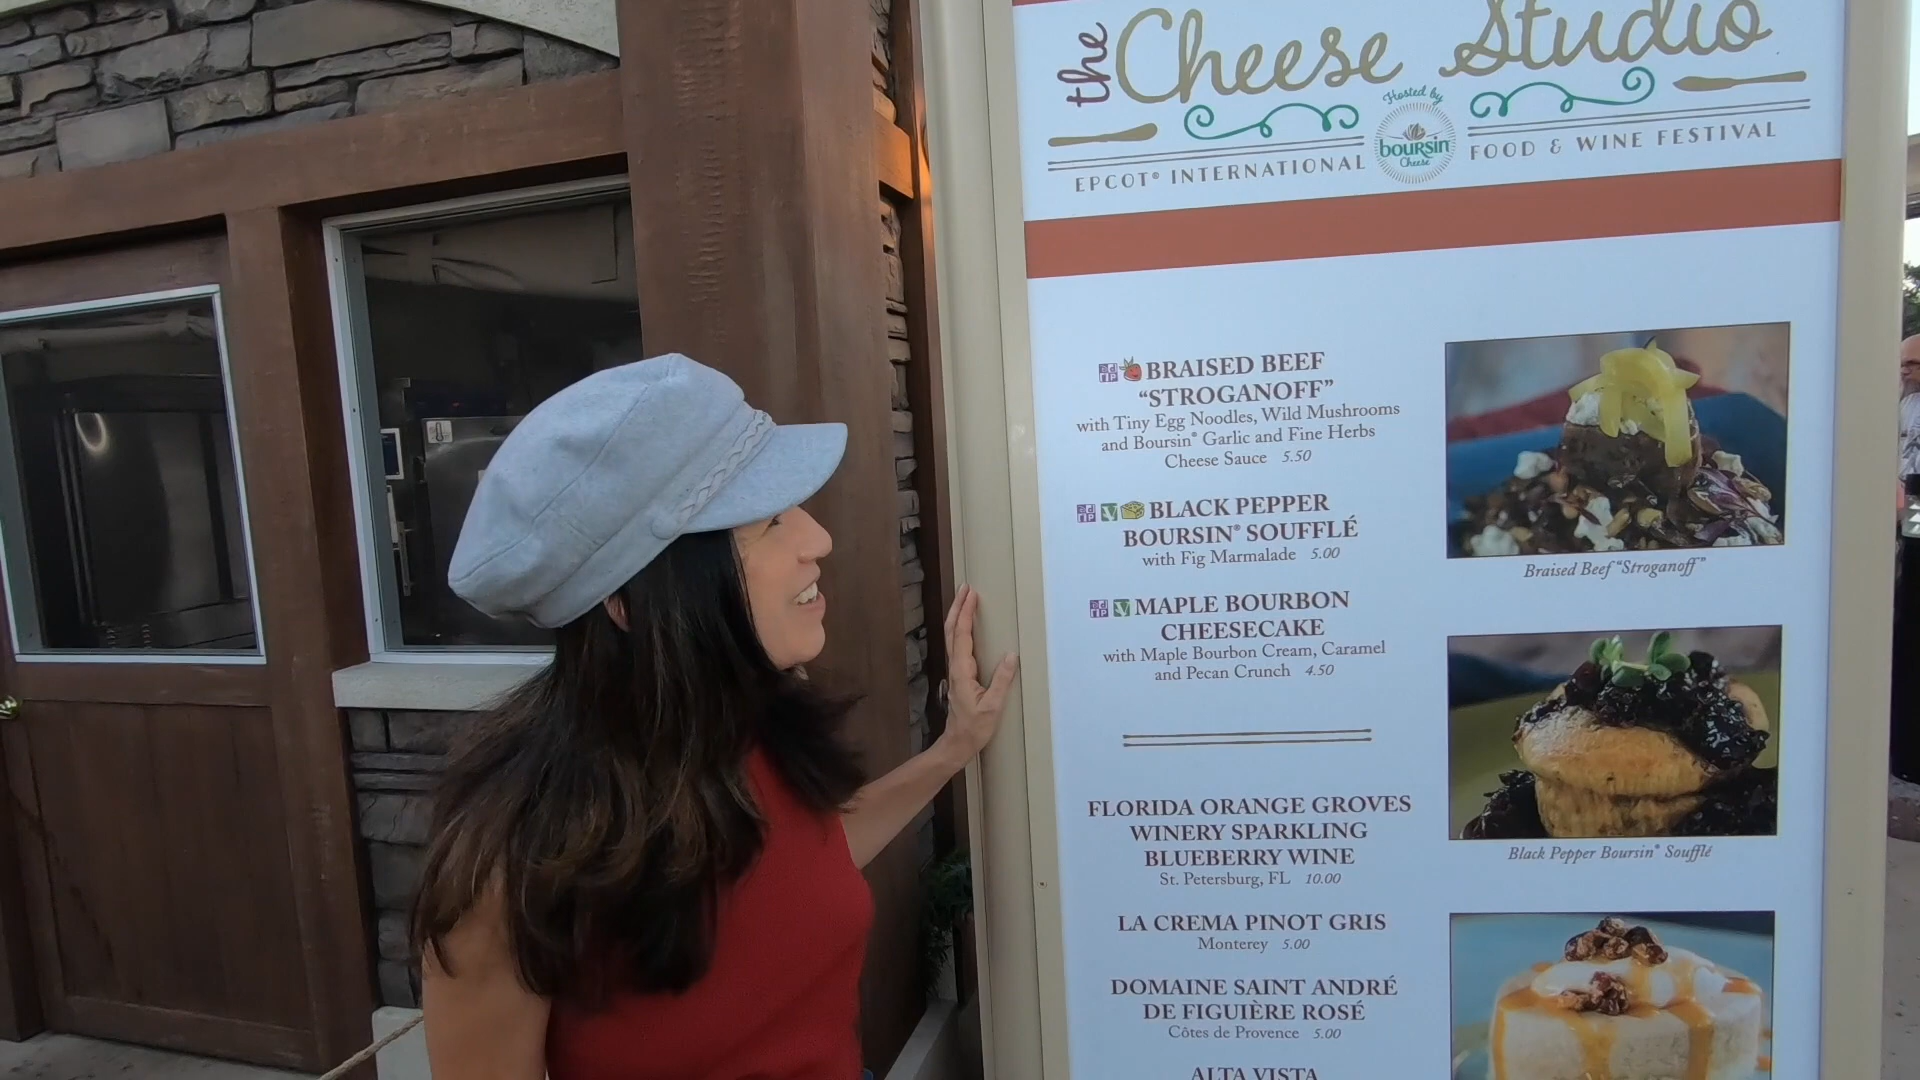 the Cheese Studio
Hosted by
boursin
Cheese
EPCOT® INTERNATIONAL FOOD & WINE FESTIVAL
BRAISED BEEF
“STROGANOFF”
with Tiny Egg Noodles, Wild Mushrooms
and Boursin® Garlic and Fine Herbs
Cheese Sauce 5.50
Braised Beef “Stroganoff”
V BLACK PEPPER
BOURSIN® SOUFFLÉ
with Fig Marmalade 5.00
V MAPLE BOURBON
CHEESECAKE
with Maple Bourbon Cream, Caramel
and Pecan Crunch 4.50
Black Pepper Boursin® Soufflé
FLORIDA ORANGE GROVES
WINERY SPARKLING
BLUEBERRY WINE
St. Petersburg, FL 10.00
LA CREMA PINOT GRIS
Monterey 5.00
DOMAINE SAINT ANDRÉ
DE FIGUIÈRE ROSÉ
Côtes de Provence 5.00
ALTA VISTA